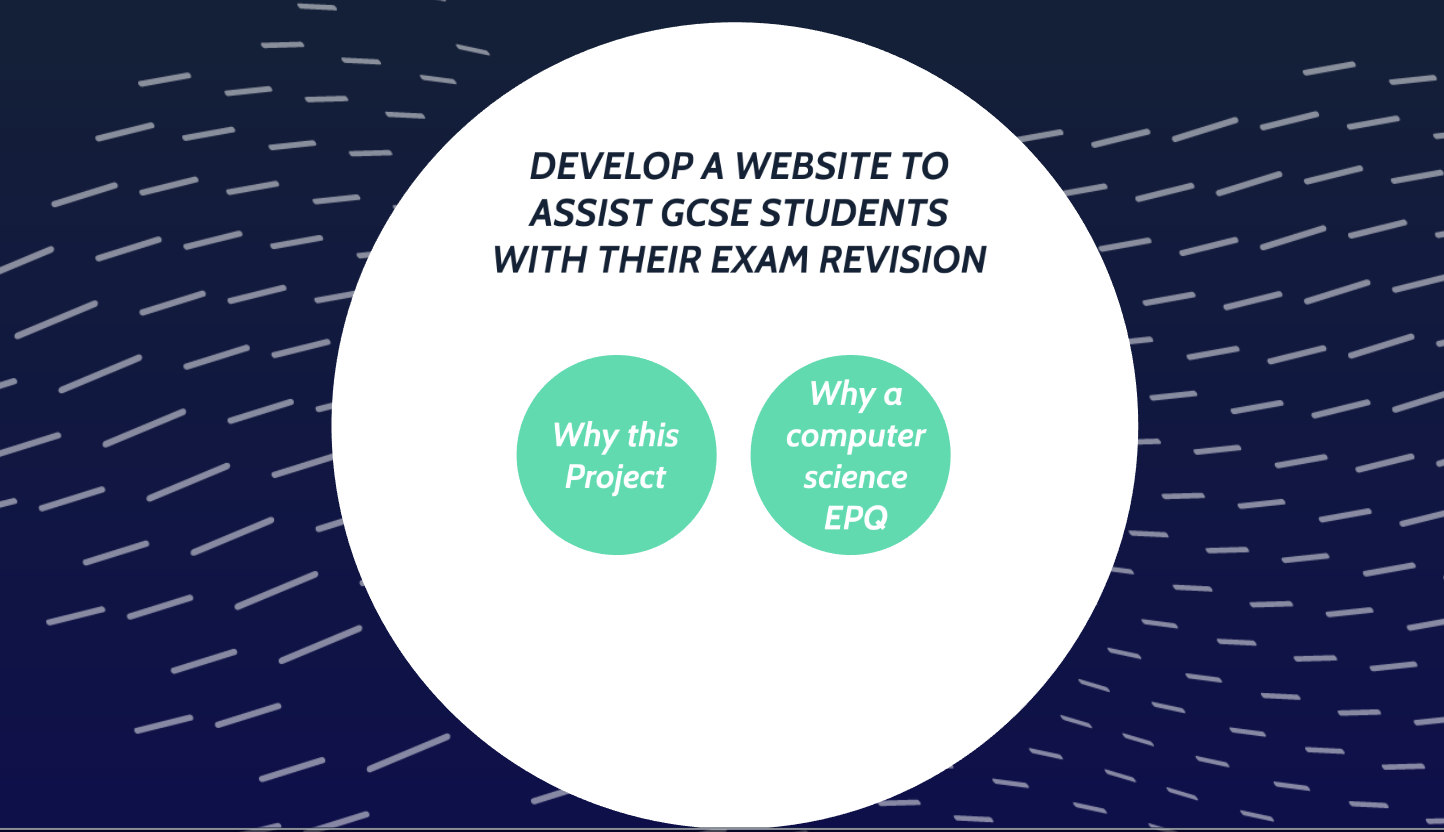 DEVELOP A WEBSITE TO
ASSIST GCSE STUDENTS
WITH THEIR EXAM REVISION
Why this
Project
Why a
computer
science
EPQ